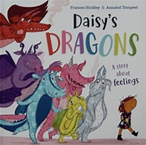 Frances Stickley & Annabel Tempest
Daisy's
DRAGONS
A story
about
feelings